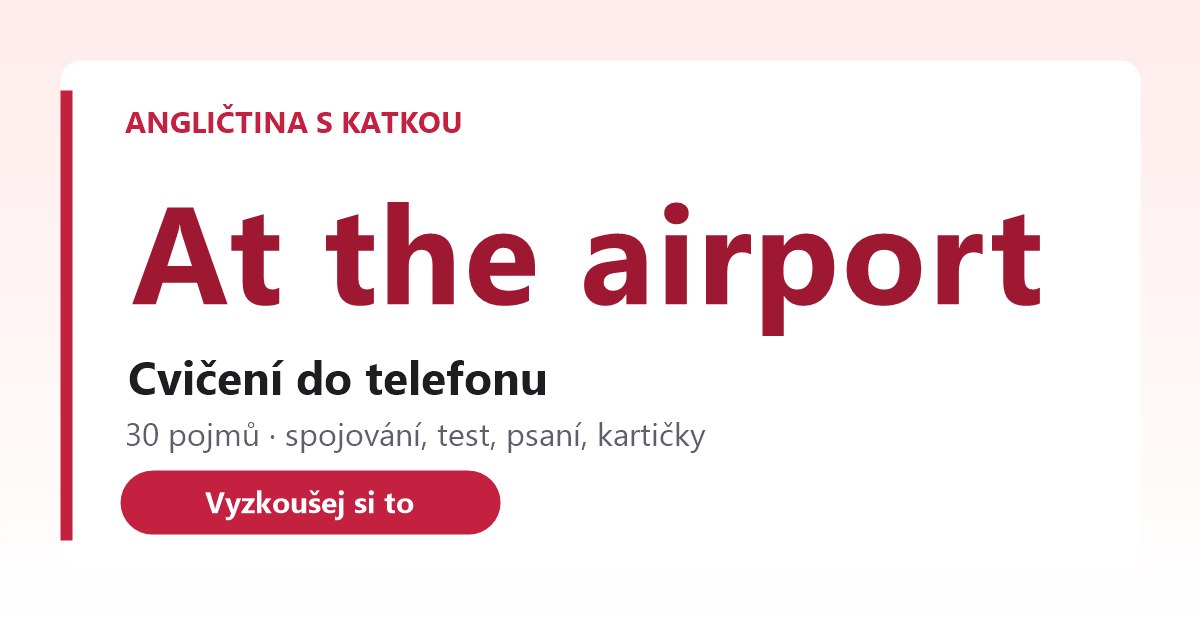 ANGLIČTINA S KATKOU
At the airport
Cvičení do telefonu
30 pojmů · spojování, test, psaní, kartičky
Vyzkoušej si to